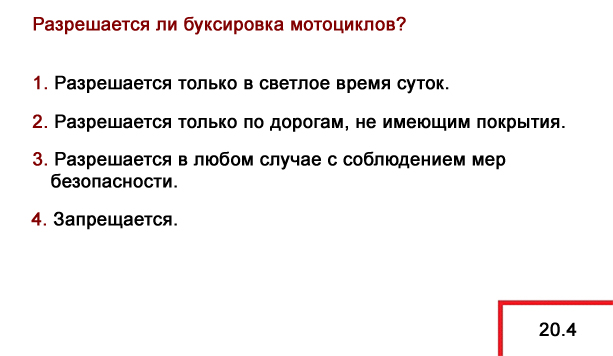 Разрешается ли буксировка мотоциклов?
1. Разрешается только в светлое время суток.
2. Разрешается только по дорогам, не имеющим покрытия.
3. Разрешается в любом случае с соблюдением мер
безопасности.
4. Запрещается.
20.4